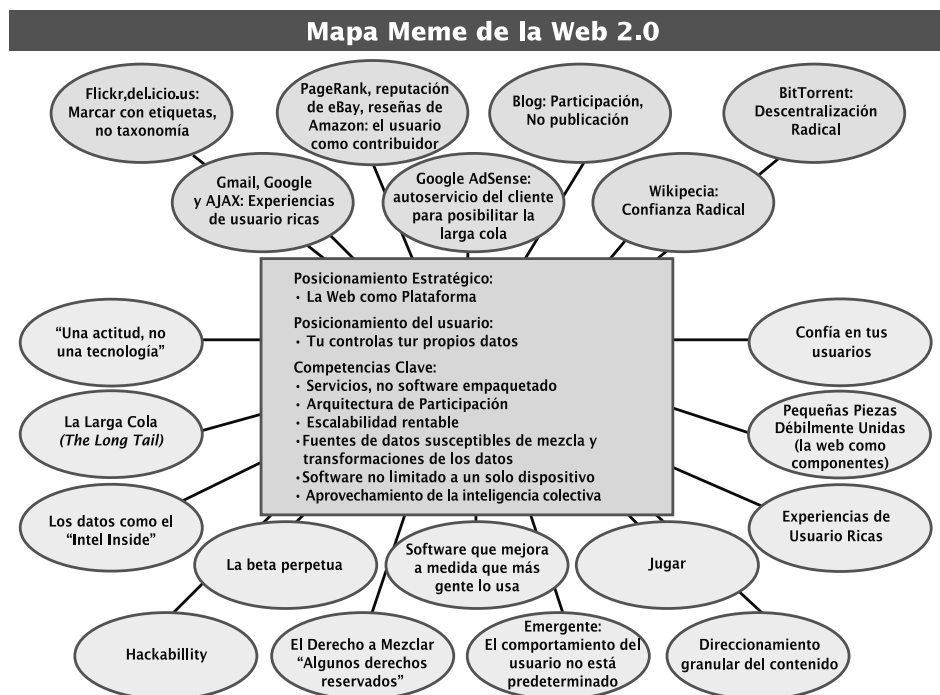 Mapa Meme de la Web 2.0
Flickr,del.icio.us:
Marcar con etiquetas,
no taxonomía
PageRank, reputación
de eBay, reseñas de
Amazon: el usuario
como contribuidor
Blog: Participación,
No publicación
BitTorrent:
Descentralización
Radical
Gmail, Google
y AJAX: Experiencias
de usuario ricas
Google AdSense:
autoservicio del cliente
para posibilitar la
larga cola
Wikipecia:
Confianza Radical
Posicionamiento Estratégico:
· La Web como Plataforma
Posicionamiento del usuario:
· Tu controlas tur propios datos
Competencias Clave:
· Servicios, no software empaquetado
· Arquitectura de Participación
· Escalabilidad rentable
·Fuentes de datos susceptibles de mezcla y
transformaciones de los datos
·Software no limitado a un solo dispositivo
· Aprovechamiento de la inteligencia colectiva
“Una actitud, no
una tecnología”
La Larga Cola
(The Long Tail)
Los datos como el
“Intel Inside”
Confía en tus
usuarios
Pequeñas Piezas
Débilmente Unidas
(la web como
componentes)
Experiencias de
Usuario Ricas
La beta perpetua
Software que mejora
a medida que más
gente lo usa
Jugar
Hackabillity
El Derecho a Mezclar
“Algunos derechos
reservados”
Emergente:
El comportamiento del
usuario no está
predeterminado
Direccionamiento
granular del contenido